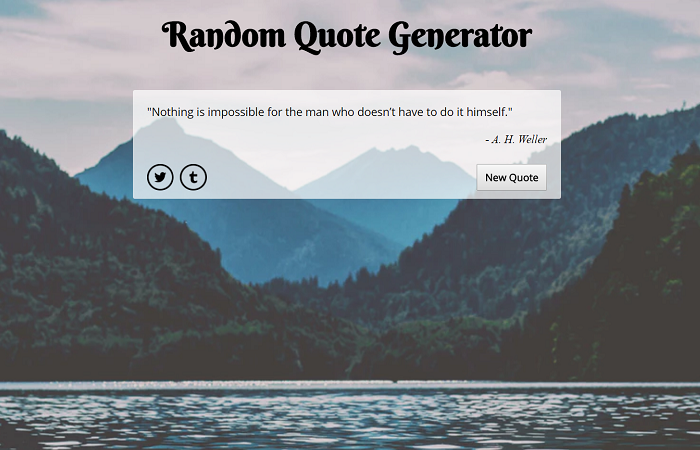 Random Quote Generator
"Nothing is impossible for the man who doesn’t have to do it himself."
- A. H. Weller
New Quote